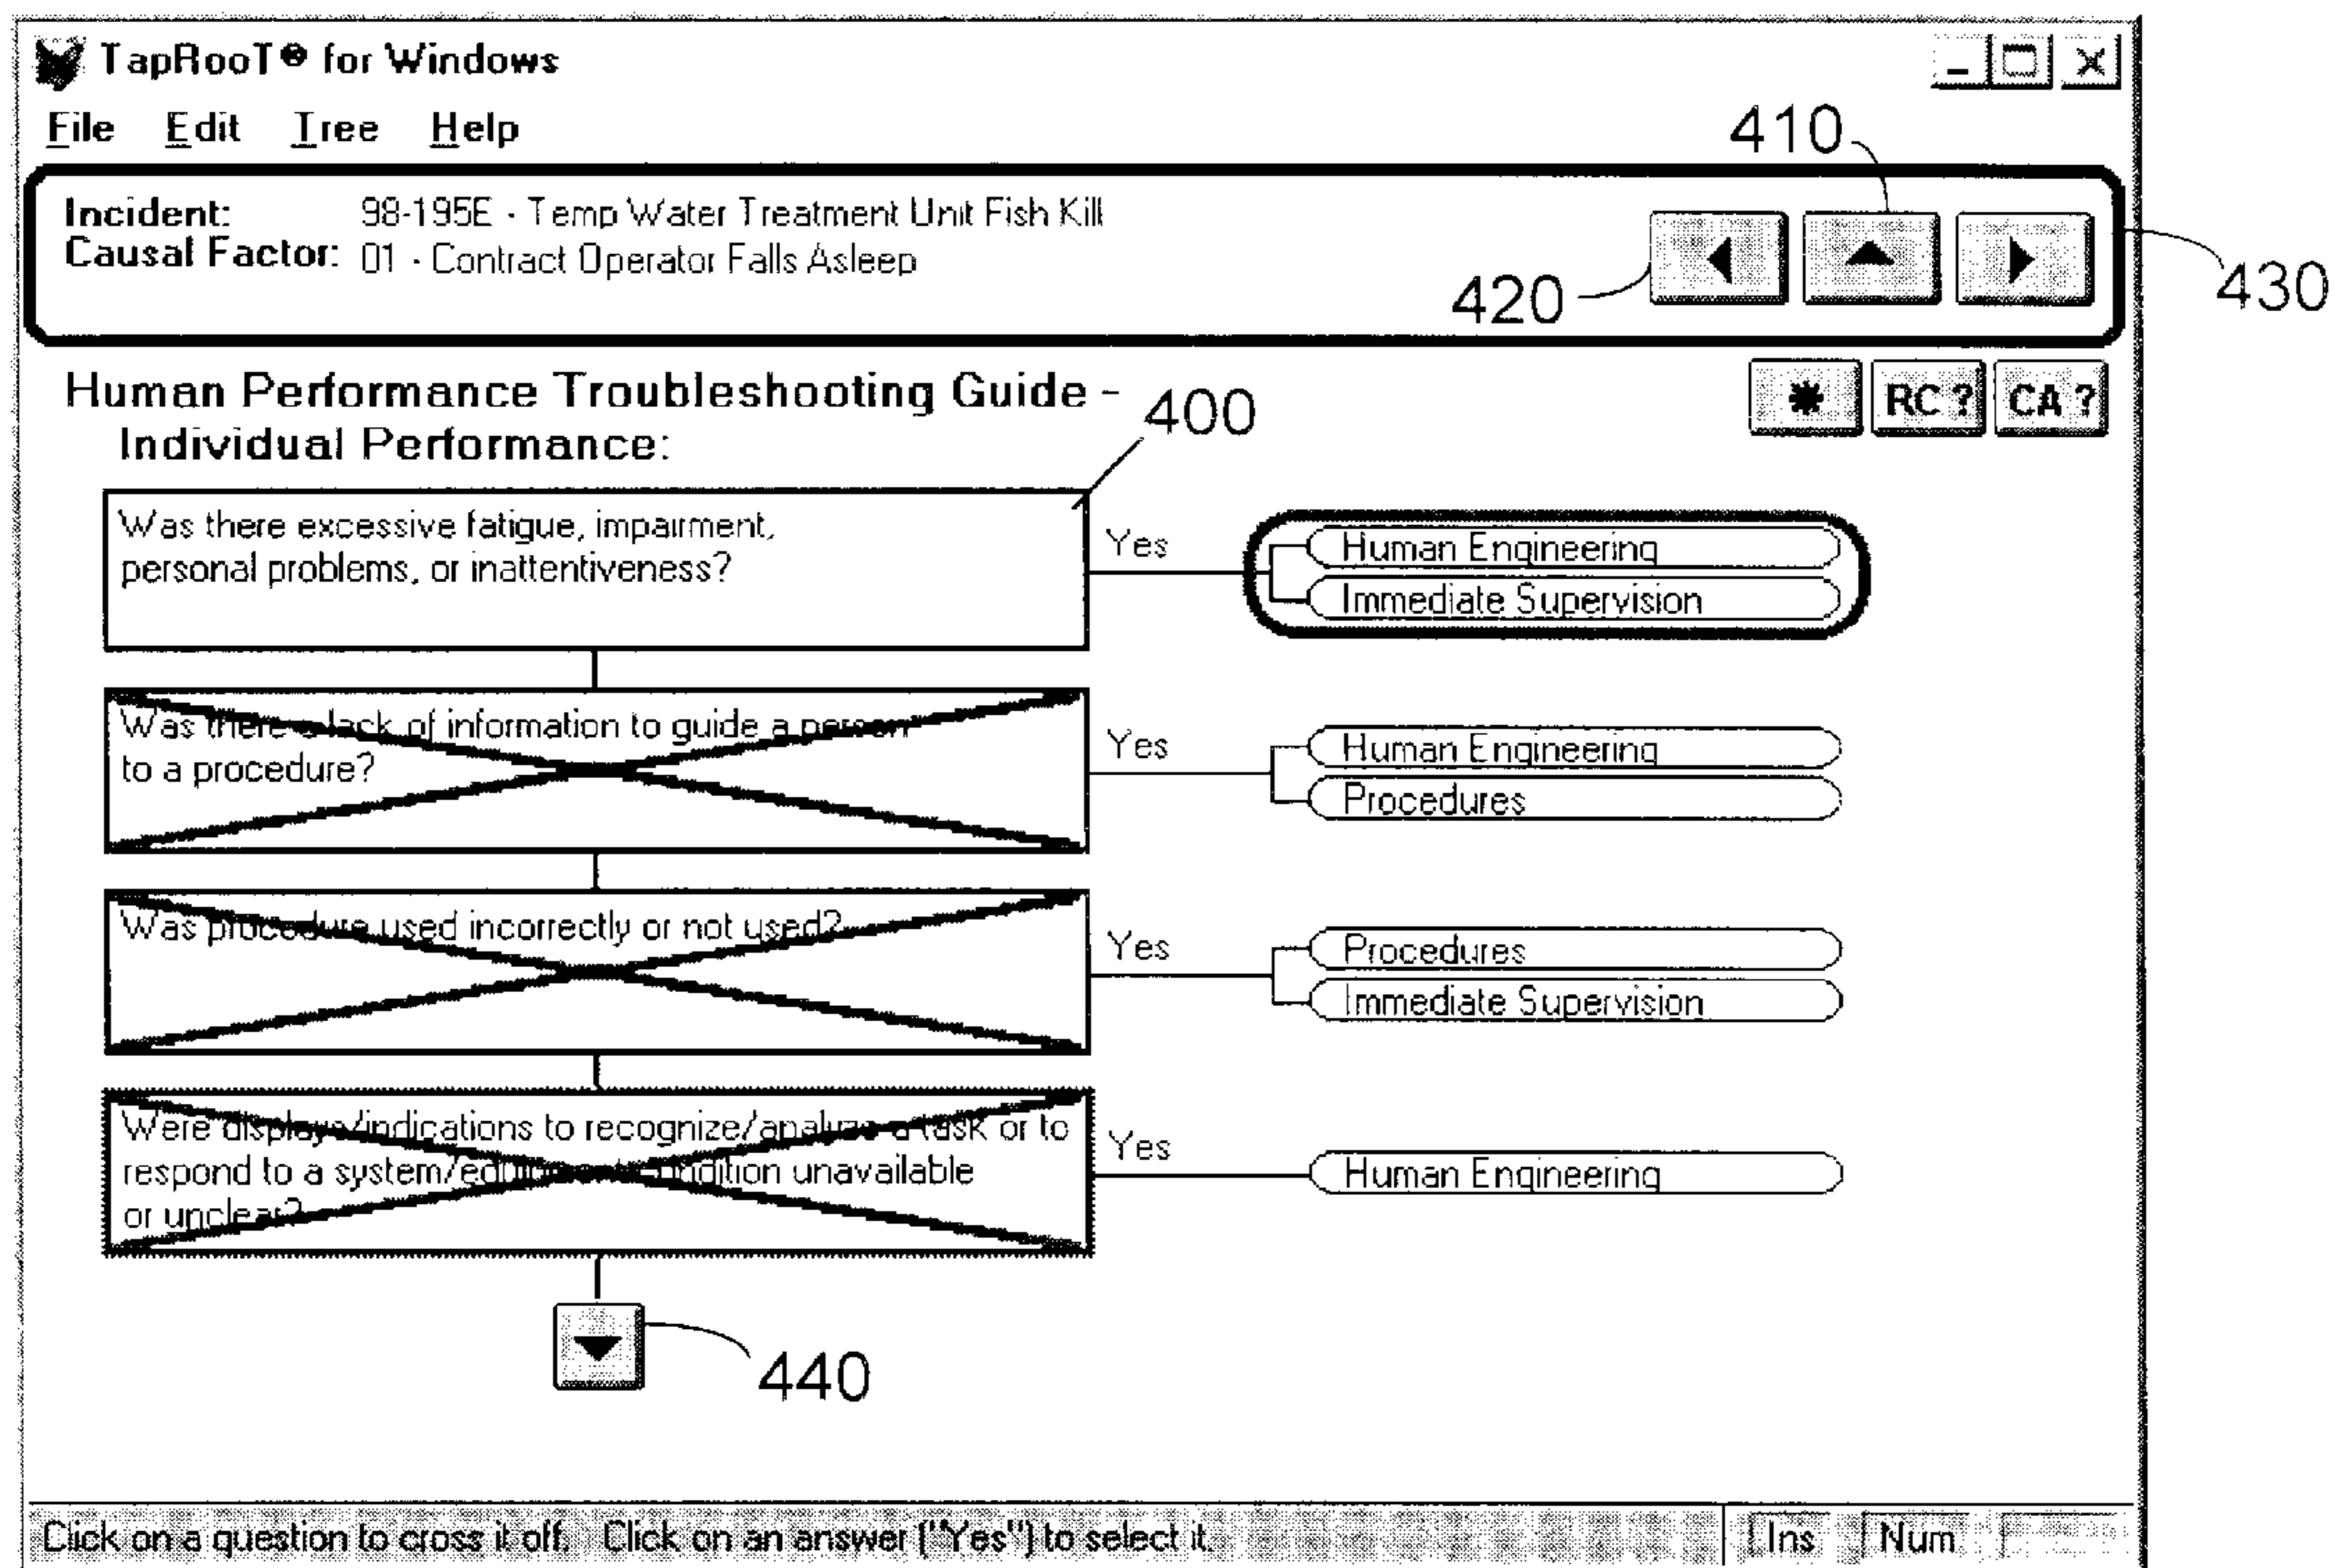 TapRooT® for Windows
File Edit Tree Help
410
Incident: 98-195E - Temp Water Treatment Unit Fish Kill
Causal Factor: 01 - Contract Operator Falls Asleep
420
430
Human Performance Troubleshooting Guide -
Individual Performance:
400
* RC ? CA ?
Was there excessive fatigue, impairment,
personal problems, or inattentiveness?
Yes
Human Engineering
Immediate Supervision
Was there a lack of information to guide a person
to a procedure?
Yes
Human Engineering
Procedures
Was procedure used incorrectly or not used?
Yes
Procedures
Immediate Supervision
Were displays/indications to recognize/analyze a task or to
respond to a system/equipment condition unavailable
or unclear?
Yes
Human Engineering
440
Click on a question to cross it off. Click on an answer ("Yes") to select it.
Ins Num